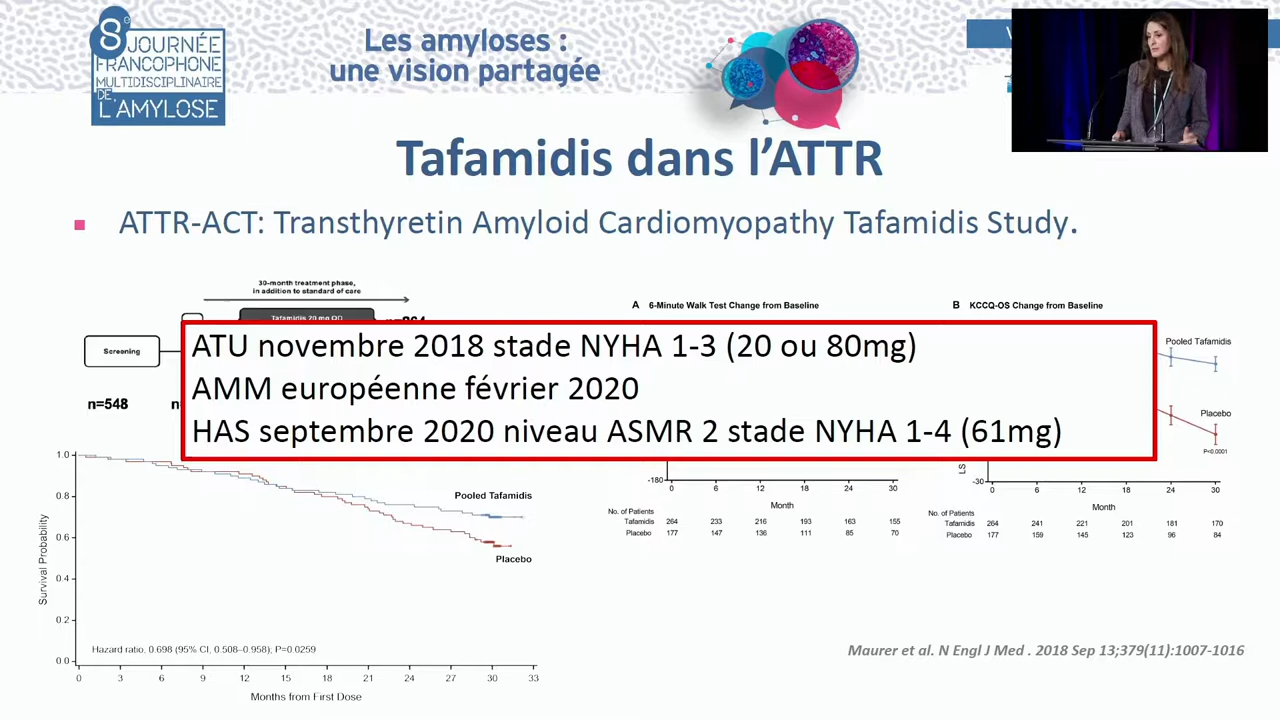 8e JOURNÉE
FRANCOPHONE
MULTIDISCIPLINAIRE
DE
L'AMYLOSE
Les amyloses :
une vision partagée
Tafamidis dans l'ATTR
ATTR-ACT: Transthyretin Amyloid Cardiomyopathy Tafamidis Study.
30-month treatment phase,
in addition to standard of care
Tafamidis 20 mg QD
n=264
Screening
n=548
ATU novembre 2018 stade NYHA 1-3 (20 ou 80mg)
AMM européenne février 2020
HAS septembre 2020 niveau ASMR 2 stade NYHA 1-4 (61mg)
A 6-Minute Walk Test Change from Baseline
-180
0 6 12 18 24 30
Month
No. of Patients
Tafamidis 264 233 216 193 163 155
Placebo 177 147 136 111 85 70
B KCCQ-OS Change from Baseline
Pooled Tafamidis
Placebo
P<0.0001
LS
-30
0 6 12 18 24 30
Month
No. of Patients
Tafamidis 264 241 221 201 181 170
Placebo 177 159 145 123 96 84
Survival Probability
1.0
0.8
0.6
0.4
0.2
0.0
Pooled Tafamidis
Placebo
Hazard ratio, 0.698 (95% CI, 0.508–0.958); P=0.0259
0 3 6 9 12 15 18 21 24 27 30 33
Months from First Dose
Maurer et al. N Engl J Med . 2018 Sep 13;379(11):1007-1016